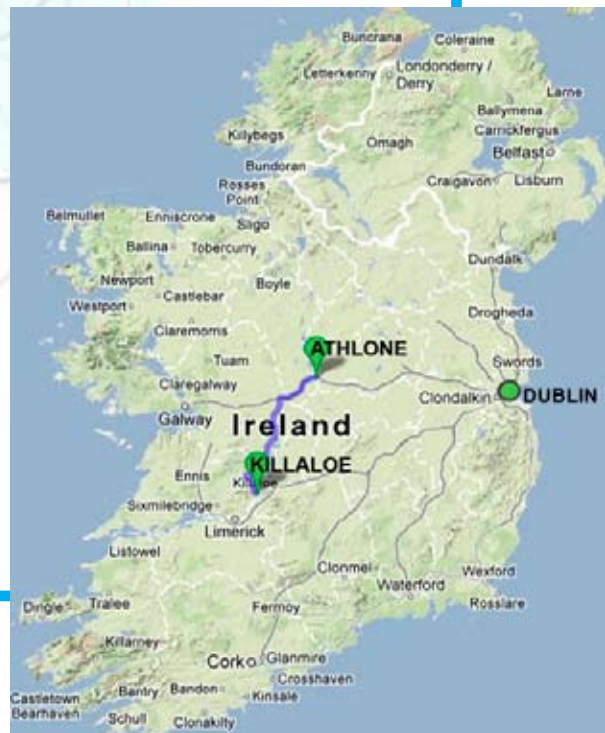 Buncrana
Coleraine
Londonderry /
Derry
Letterkenny
Larne
Ballymena
Carrickfergus
Killybegs
Omagh
Belfast
Bundoran
Craigavon
Lisburn
Rosses
Point
Belmullet
Enniscrone
Sligo
Ballina
Tobercurry
Dundalk
Newport
Boyle
Castlebar
Westport
Drogheda
Claremorris
ATHLONE
Tuam
Swords
Claregalway
Clondalkin
DUBLIN
Galway
Ireland
KILLALOE
Ennis
Sixmilebridge
Limerick
Listowel
Clonmel
Wexford
Waterford
Rosslare
Dingle
Tralee
Fermoy
Killarney
Cork
Glanmire
Crosshaven
Castletown
Bearhaven
Bantry
Bandon
Kinsale
Schull
Clonakilty